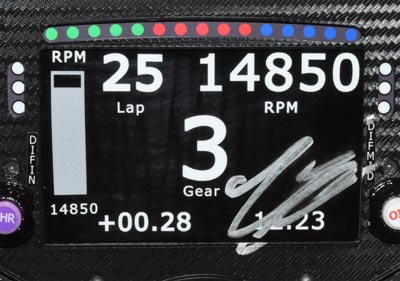 RPM
25
14850
Lap
RPM
3
Gear
14850
+00.28
DIFIN
HR